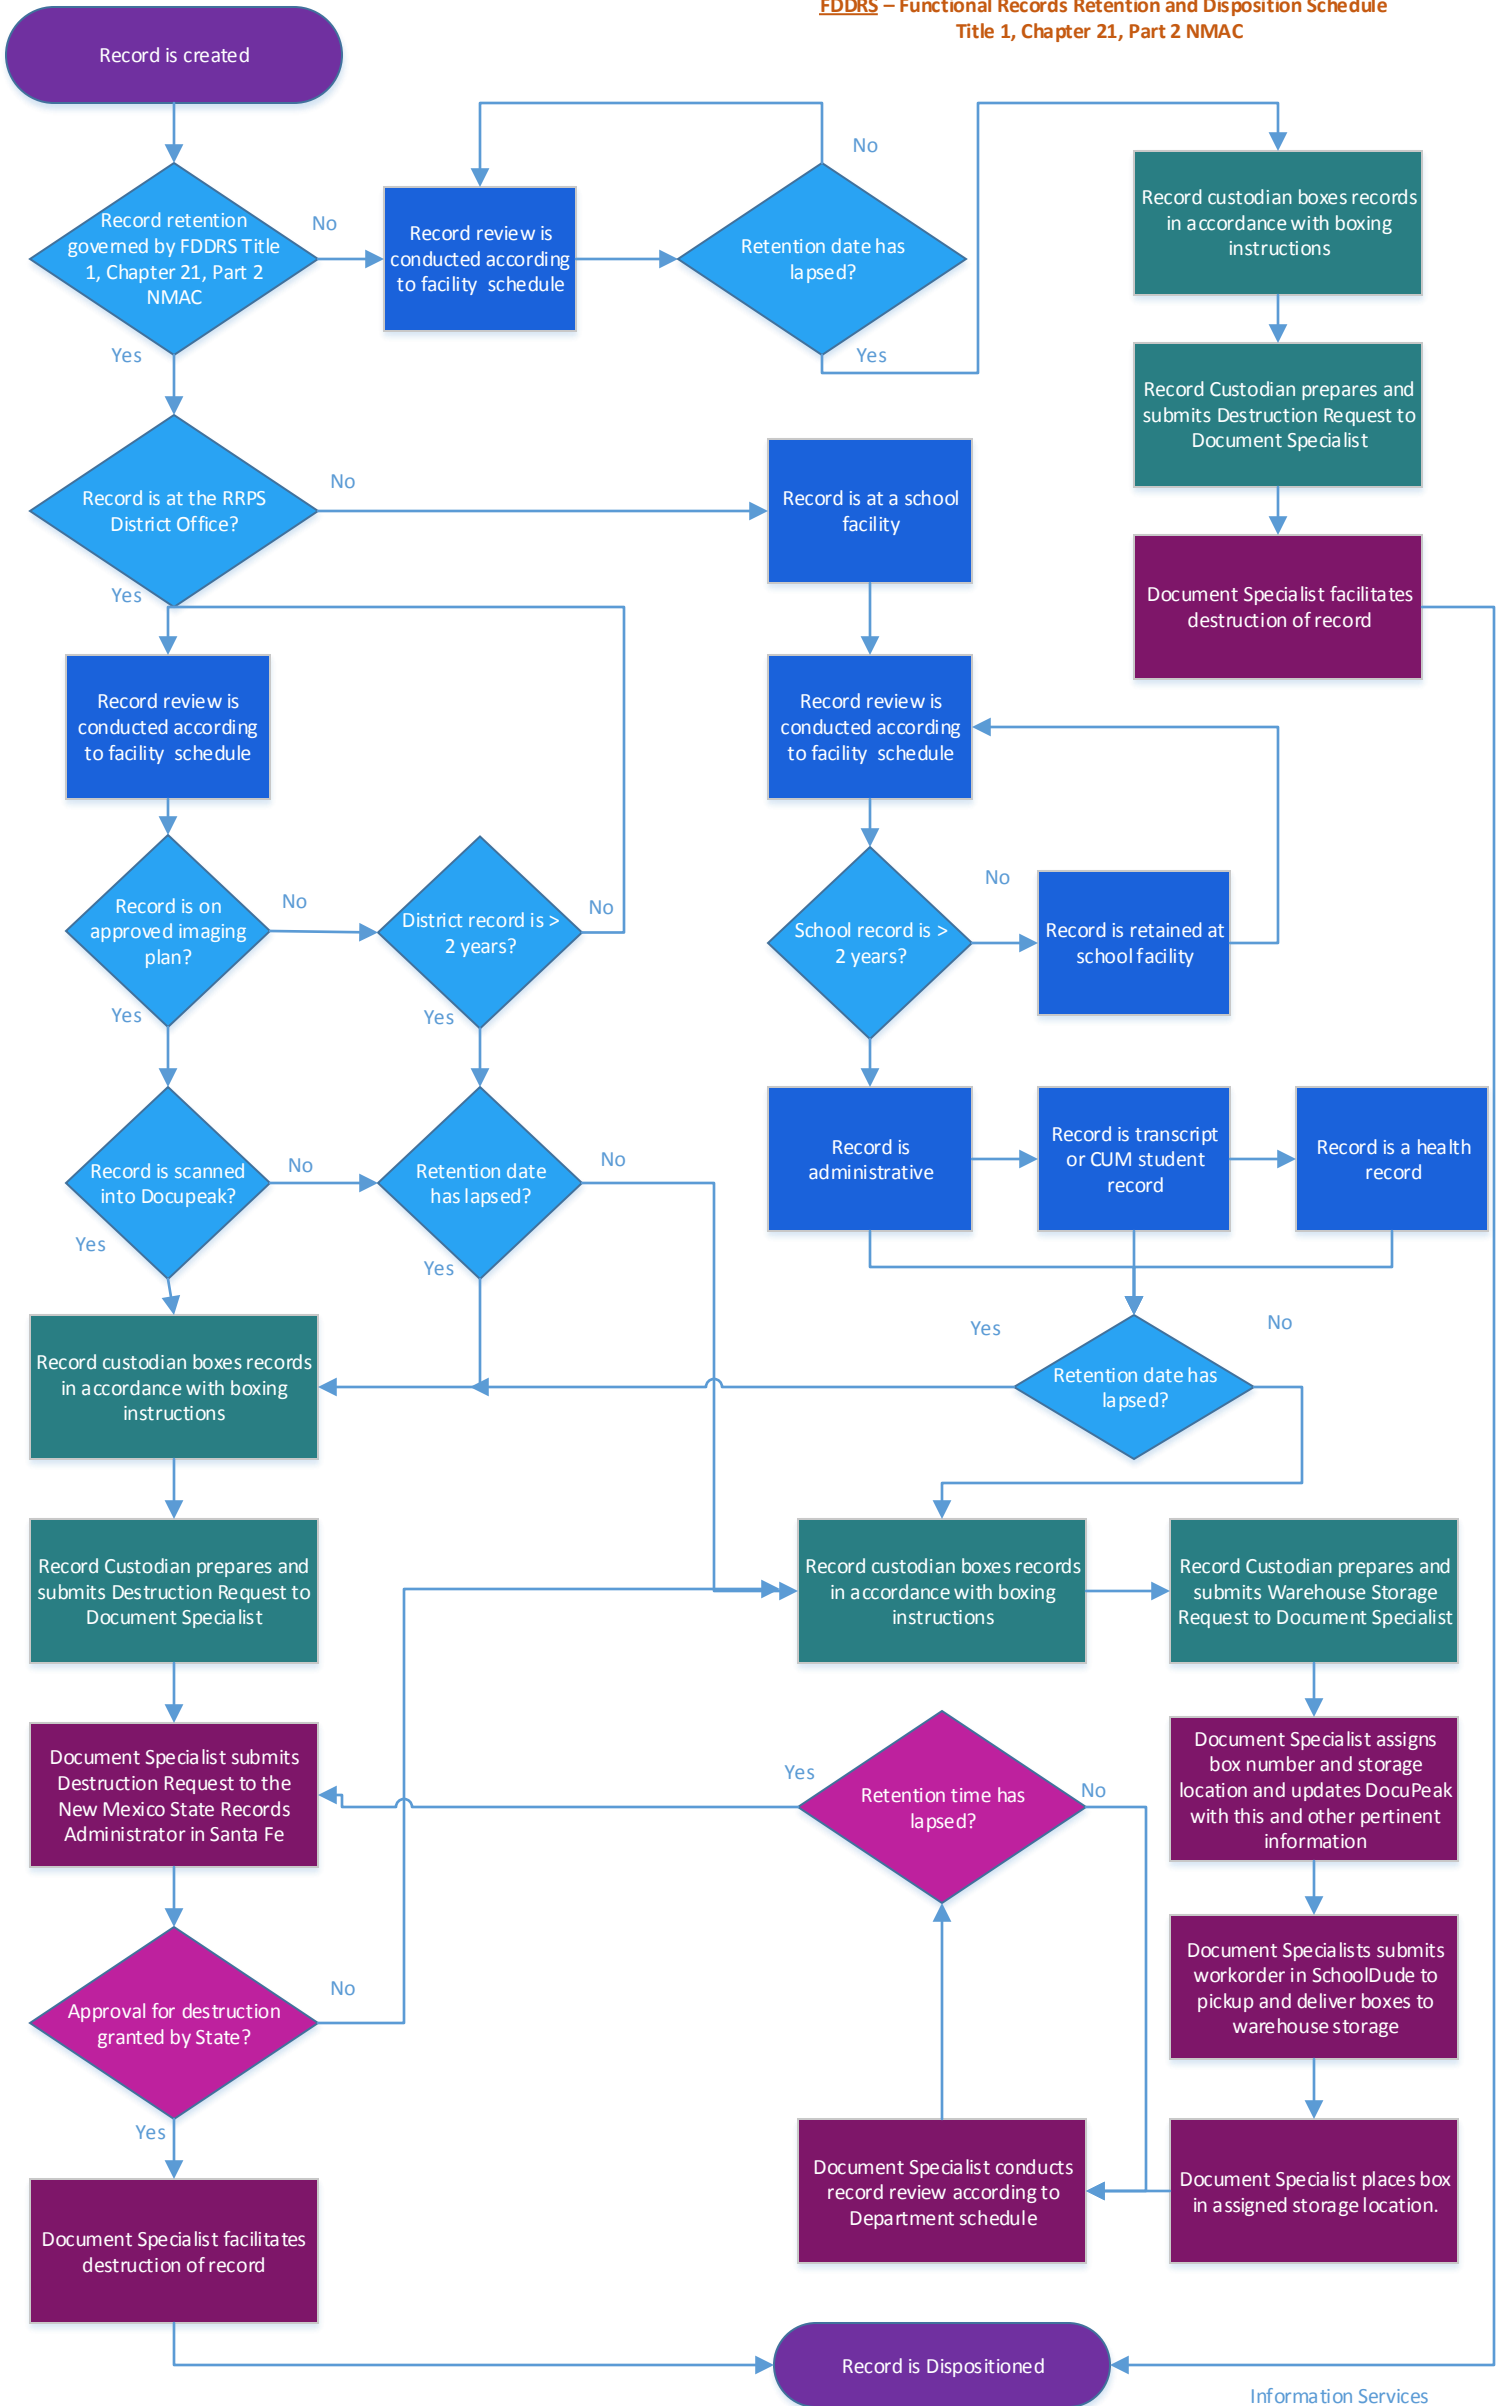 FDDRS – Functional Records Retention and Disposition Schedule
Title 1, Chapter 21, Part 2 NMAC
Record is created
No
Record retention
governed by FDDRS Title
1, Chapter 21, Part 2
NMAC
No
Record review is
conducted according
to facility schedule
Retention date has
lapsed?
Yes
Yes
Record custodian boxes records
in accordance with boxing
instructions
Record Custodian prepares and
submits Destruction Request to
Document Specialist
Document Specialist facilitates
destruction of record
Record is at the RRPS
District Office?
No
Yes
Record is at a school
facility
Record review is
conducted according
to facility schedule
Record review is
conducted according
to facility schedule
Record is on
approved imaging
plan?
No
Yes
District record is >
2 years?
No
Yes
School record is >
2 years?
No
Record is retained at
school facility
Record is scanned
into Docupeak?
No
Yes
Retention date
has lapsed?
No
Yes
Record is
administrative
Record is transcript
or CUM student
record
Record is a health
record
Yes
No
Retention date has
lapsed?
Record custodian boxes records
in accordance with boxing
instructions
Record Custodian prepares and
submits Destruction Request to
Document Specialist
Record custodian boxes records
in accordance with boxing
instructions
Record Custodian prepares and
submits Warehouse Storage
Request to Document Specialist
Document Specialist submits
Destruction Request to the
New Mexico State Records
Administrator in Santa Fe
Yes
Retention time has
lapsed?
No
Document Specialist assigns
box number and storage
location and updates DocuPeak
with this and other pertinent
information
Document Specialists submits
workorder in SchoolDude to
pickup and deliver boxes to
warehouse storage
Approval for destruction
granted by State?
No
Yes
Document Specialist conducts
record review according to
Department schedule
Document Specialist places box
in assigned storage location.
Document Specialist facilitates
destruction of record
Record is Dispositioned
Information Services